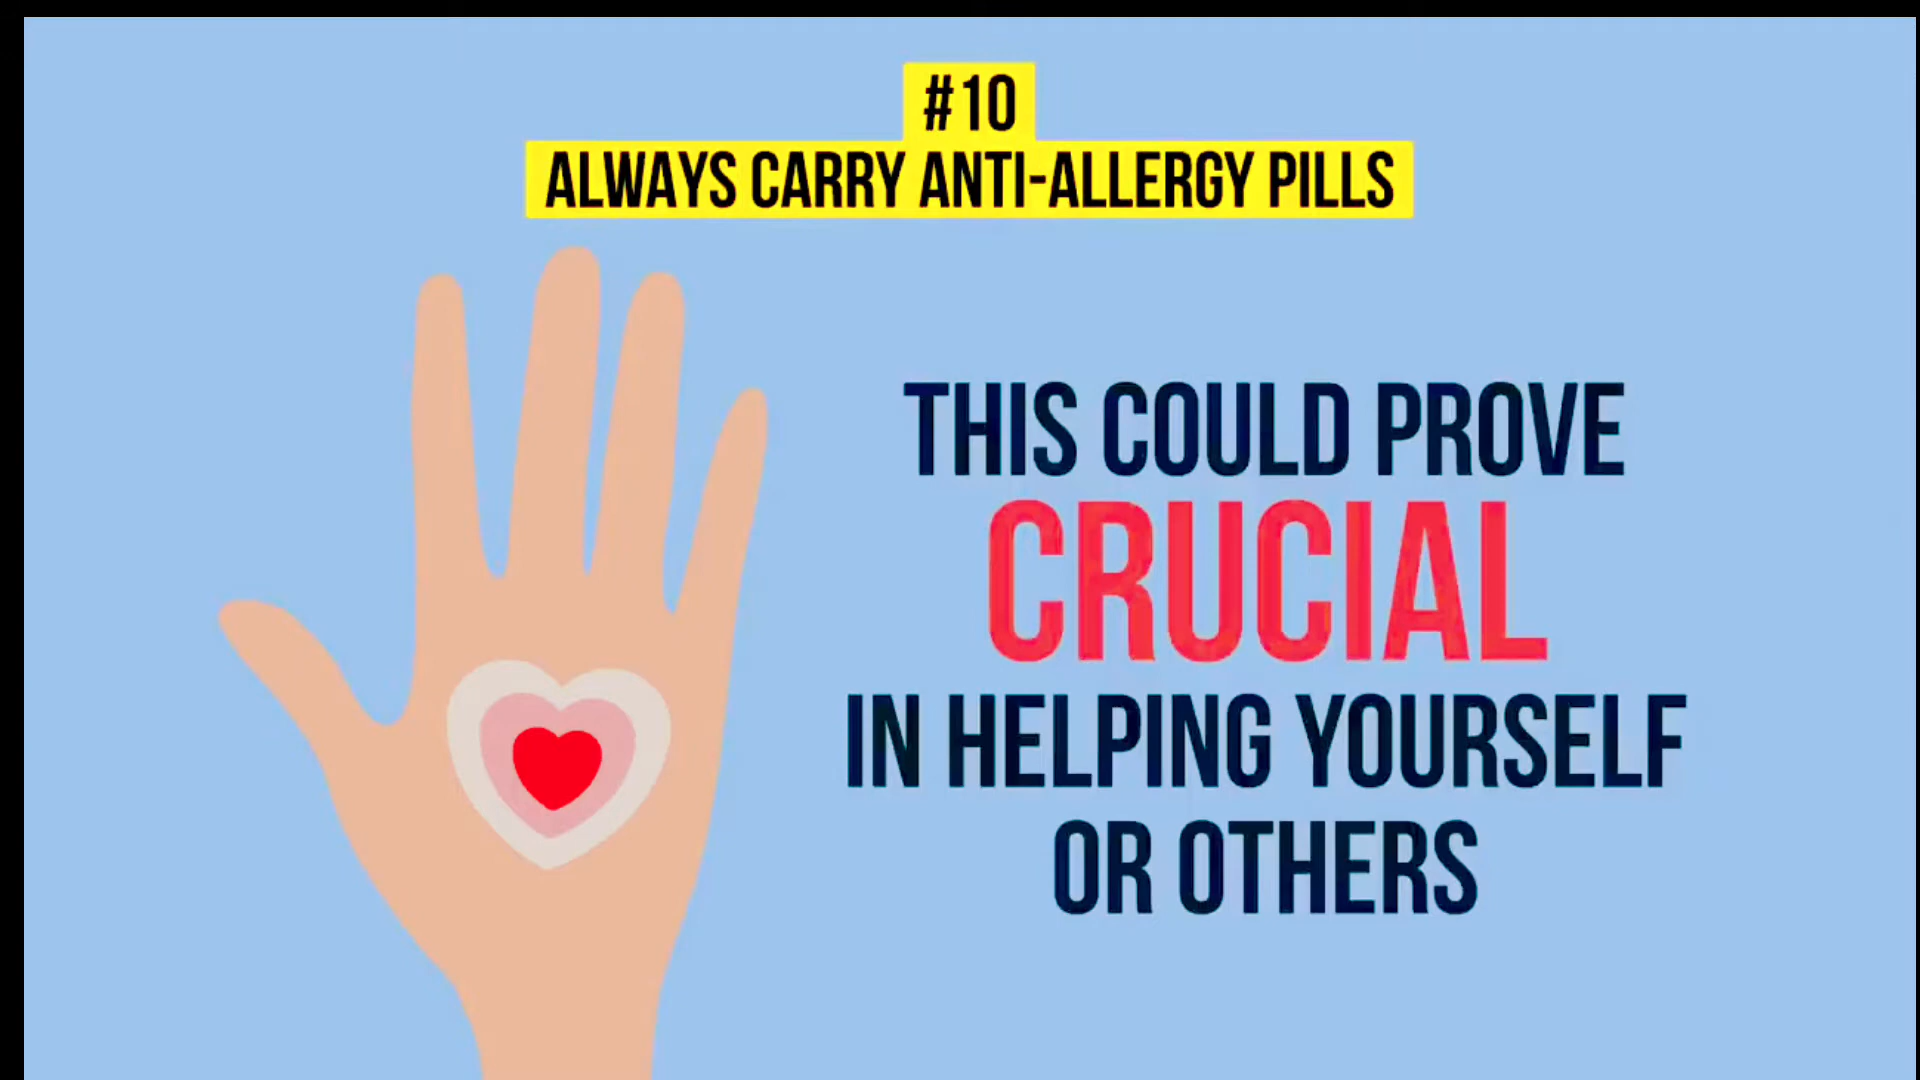 #10
ALWAYS CARRY ANTI-ALLERGY PILLS
THIS COULD PROVE
CRUCIAL
IN HELPING YOURSELF
OR OTHERS